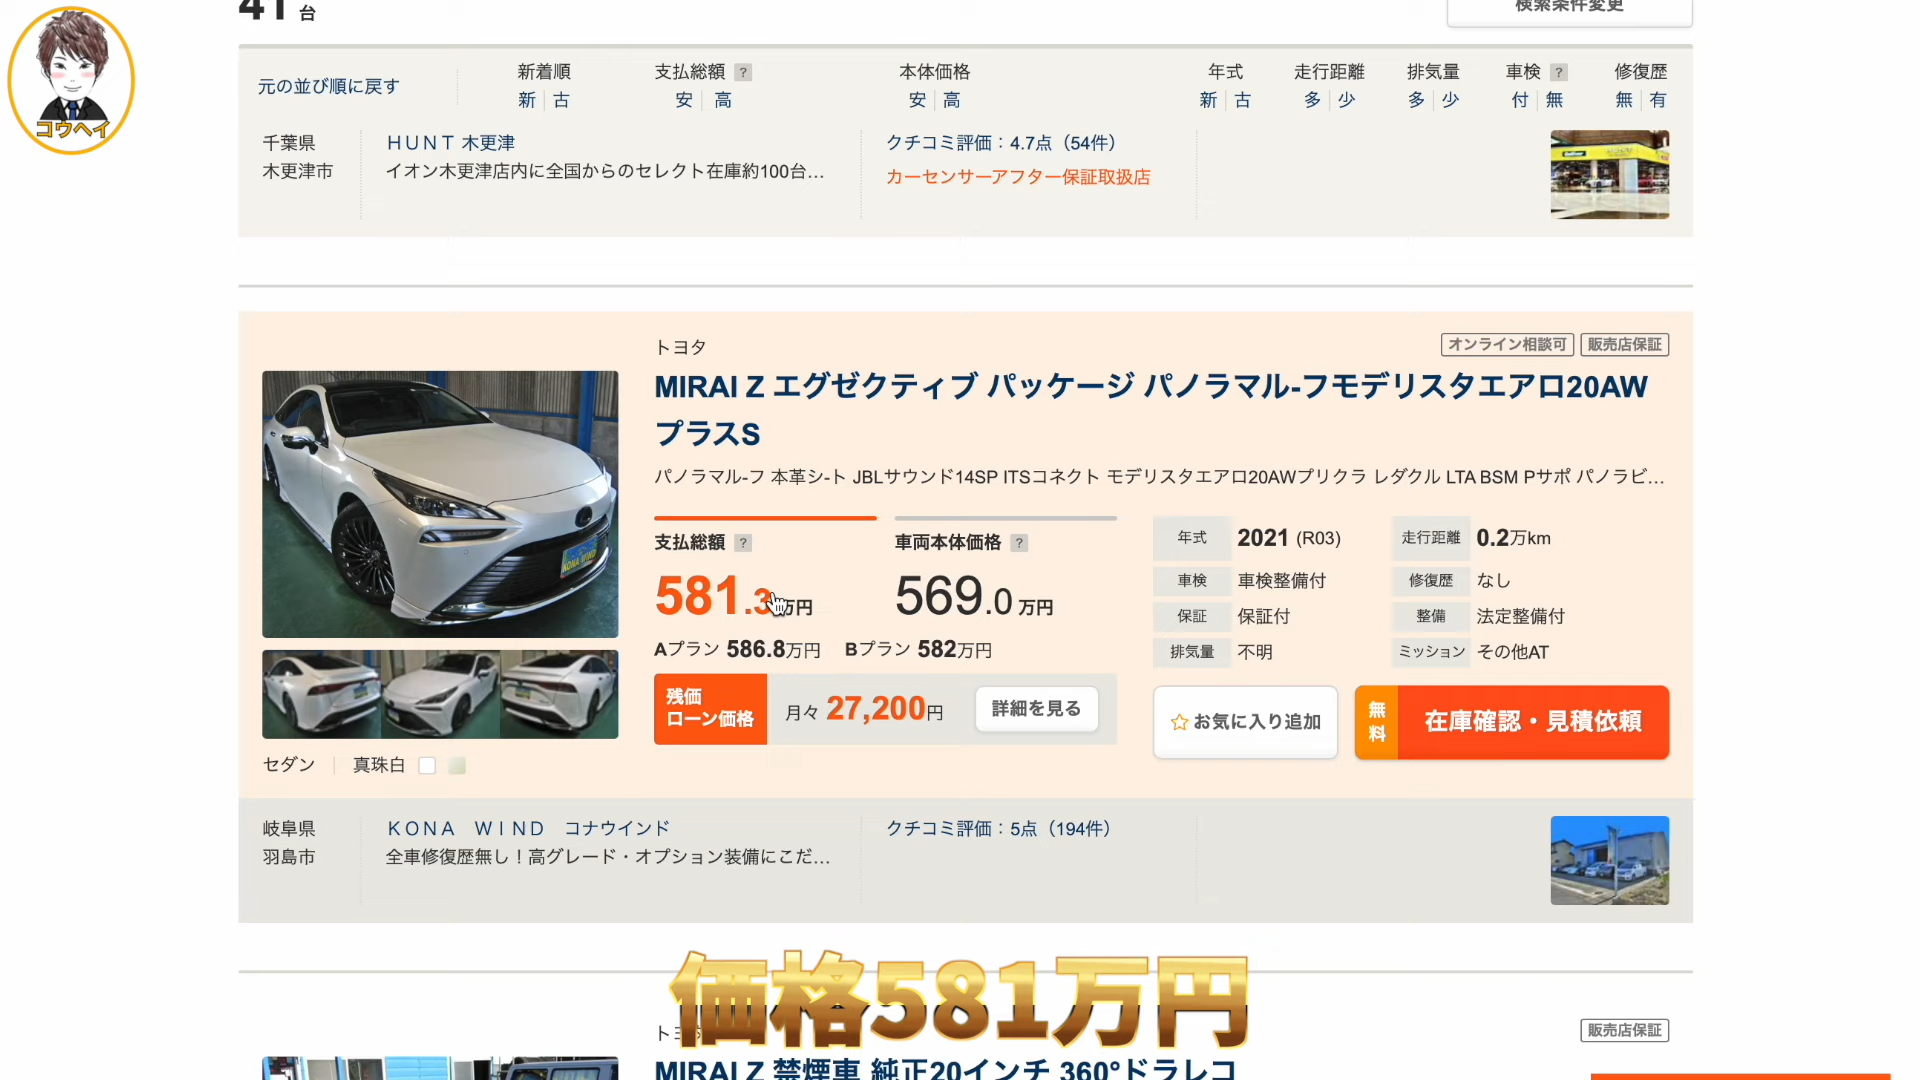 41台
検索条件変更
コウヘイ
元の並び順に戻す
新着順
新 古
支払総額 ?
安 高
本体価格
安 高
年式
新 古
走行距離
多 少
排気量
多 少
車検 ?
付 無
修復歴
無 有
千葉県
木更津市
HUNT 木更津
イオン木更津店内に全国からのセレクト在庫約100台...
クチコミ評価：4.7点（54件）
カーセンサーアフター保証取扱店
トヨタ
オンライン相談可 販売店保証
MIRAI Z エグゼクティブ パッケージ パノラマル-フモデリスタエアロ20AW
プラスS
パノラマル-フ 本革シ-ト JBLサウンド14SP ITSコネクト モデリスタエアロ20AWプリクラ レダクル LTA BSM Pサポ パノラビ...
支払総額 ?
581.3万円
車両本体価格 ?
569.0万円
Aプラン 586.8万円 Bプラン 582万円
残価
ローン価格
月々 27,200円
詳細を見る
年式 2021 (R03)
走行距離 0.2万km
車検 車検整備付
修復歴 なし
保証 保証付
整備 法定整備付
排気量 不明
ミッション その他AT
お気に入り追加
無料
在庫確認・見積依頼
KONA WIND
セダン 真珠白
岐阜県
羽島市
KONA WIND コナウインド
全車修復歴無し！高グレード・オプション装備にこだ...
クチコミ評価：5点（194件）
価格581万円
販売店保証
MIRAI Z 禁煙車 純正20インチ 360°ドラレコ